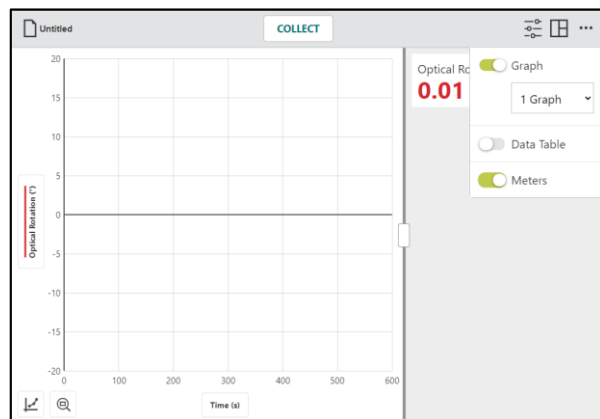 Untitled
COLLECT
...
Optical Ro
0.01
Graph
1 Graph
Data Table
Meters
20
15
10
5
0
-5
-10
-15
-20
Optical Rotation (°)
0 100 200 300 400 500 600
Time (s)